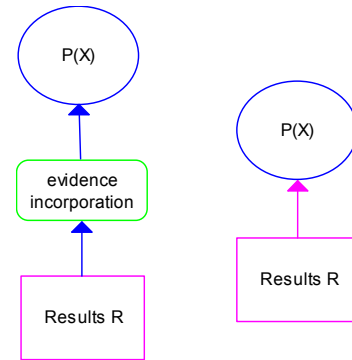 P(X)
evidence
incorporation
Results R
P(X)
Results R